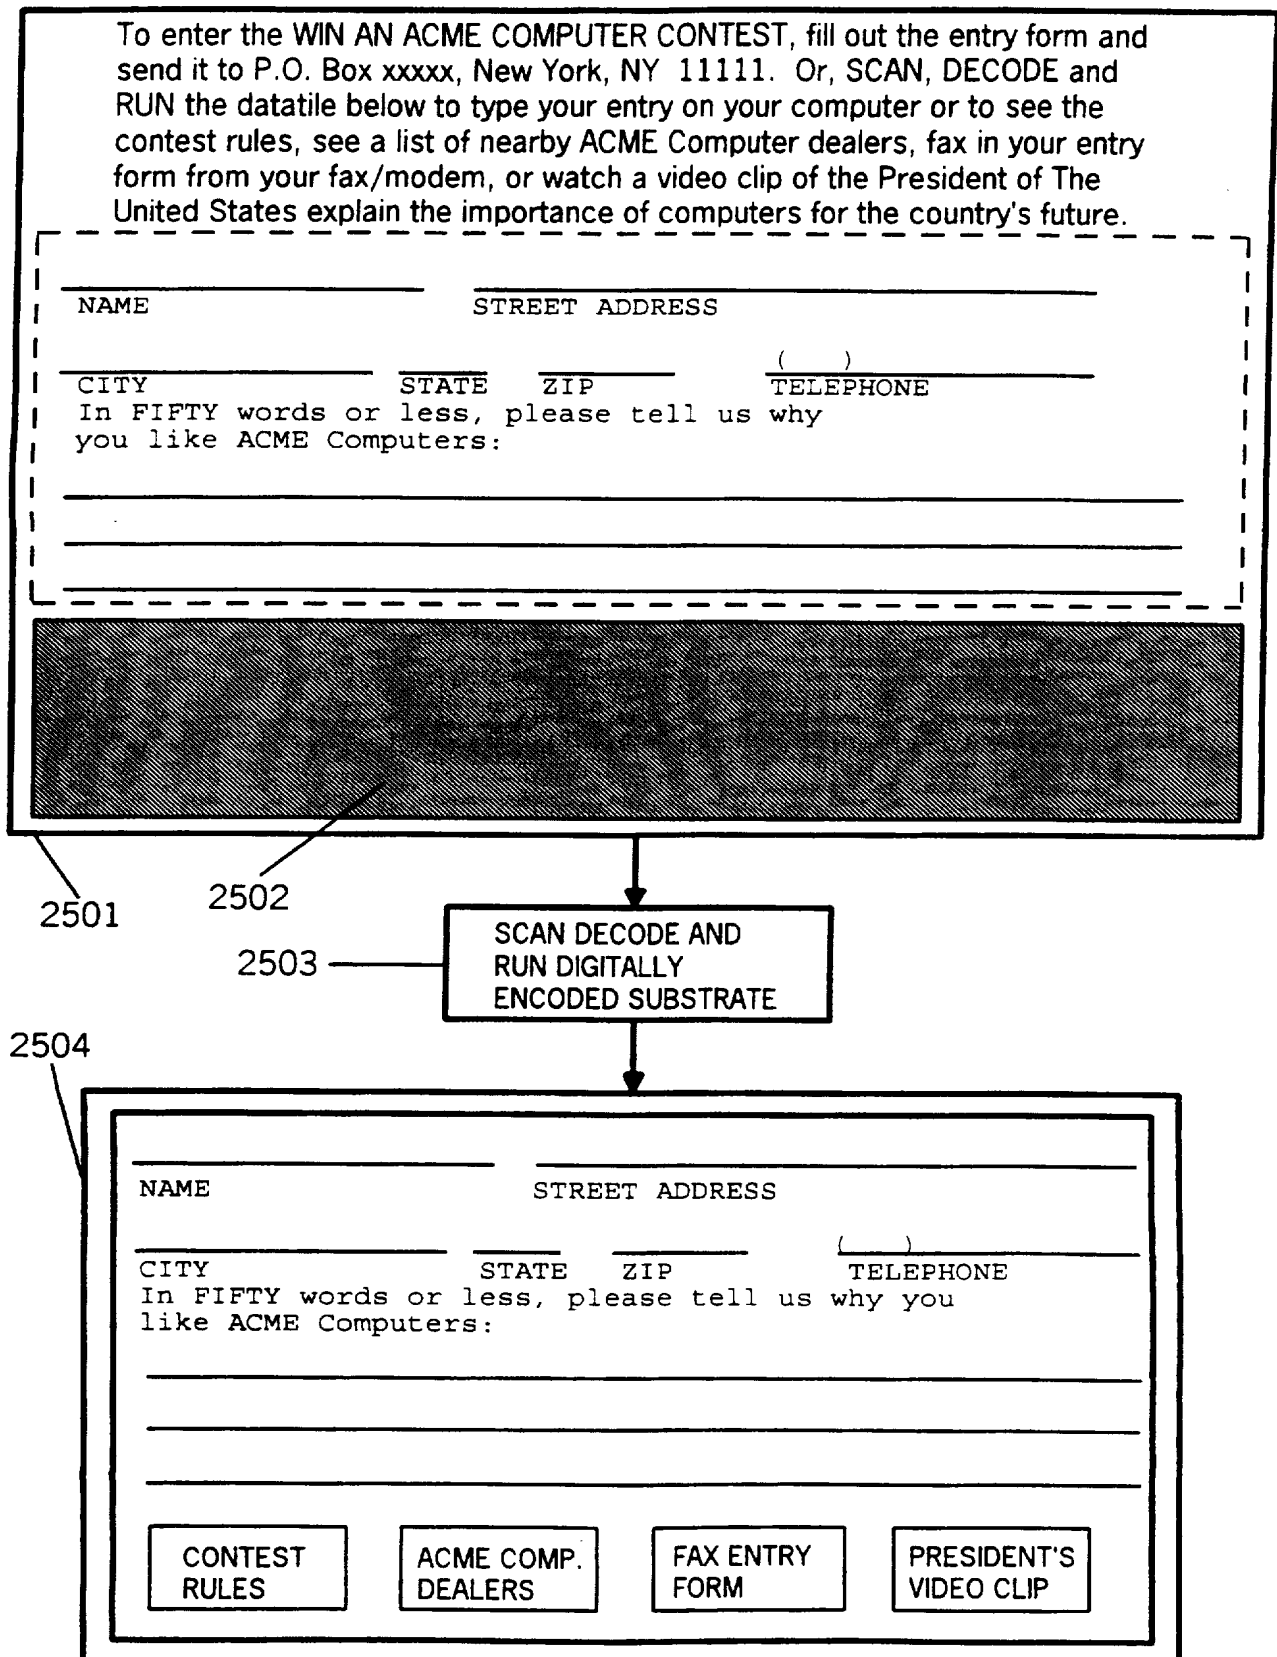 To enter the WIN AN ACME COMPUTER CONTEST, fill out the entry form and
send it to P.O. Box xxxxx, New York, NY 11111. Or, SCAN, DECODE and
RUN the datatile below to type your entry on your computer or to see the
contest rules, see a list of nearby ACME Computer dealers, fax in your entry
form from your fax/modem, or watch a video clip of the President of The
United States explain the importance of computers for the country's future.
NAME STREET ADDRESS
( )
CITY STATE ZIP TELEPHONE
In FIFTY words or less, please tell us why
you like ACME Computers:
2501
2502
2503
SCAN DECODE AND
RUN DIGITALLY
ENCODED SUBSTRATE
2504
NAME STREET ADDRESS
( )
CITY STATE ZIP TELEPHONE
In FIFTY words or less, please tell us why you
like ACME Computers:
CONTEST
RULES
ACME COMP.
DEALERS
FAX ENTRY
FORM
PRESIDENT'S
VIDEO CLIP